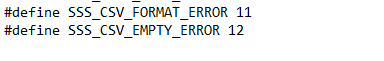 #define SSS_CSV_FORMAT_ERROR 11
#define SSS_CSV_EMPTY_ERROR 12